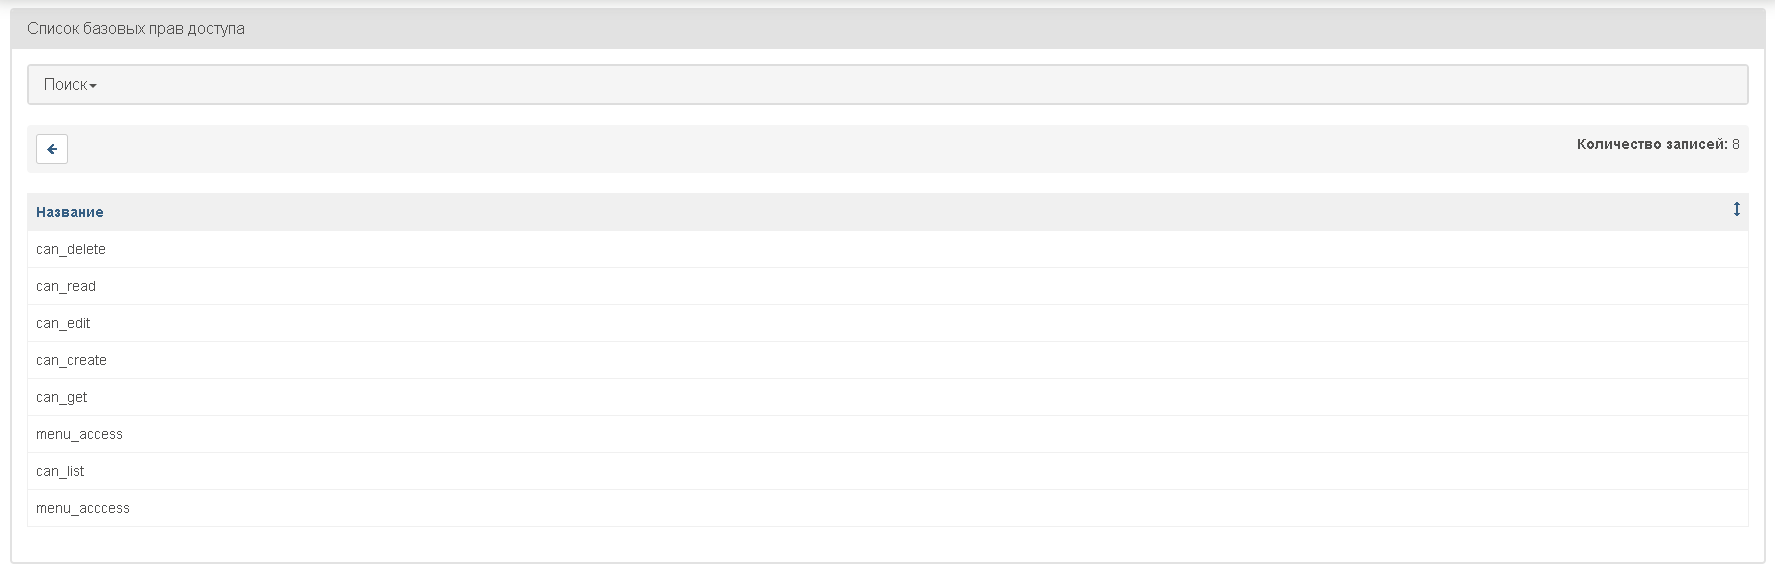 Список базовых прав доступа
Поиск
Количество записей: 8
Название
can_delete
can_read
can_edit
can_create
can_get
menu_access
can_list
menu_acccess